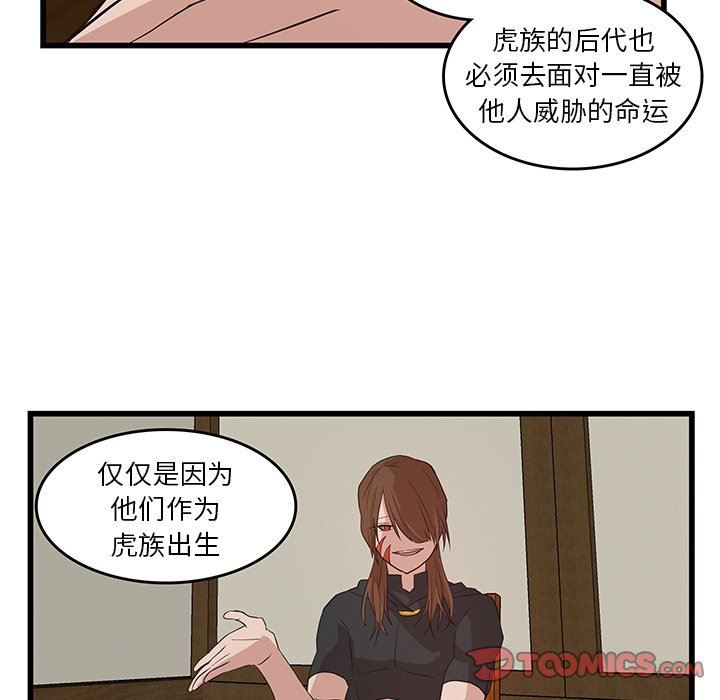 虎族的后代也
必须去面对一直被
他人威胁的命运
仅仅是因为
他们作为
虎族出生
TOOMICS.com